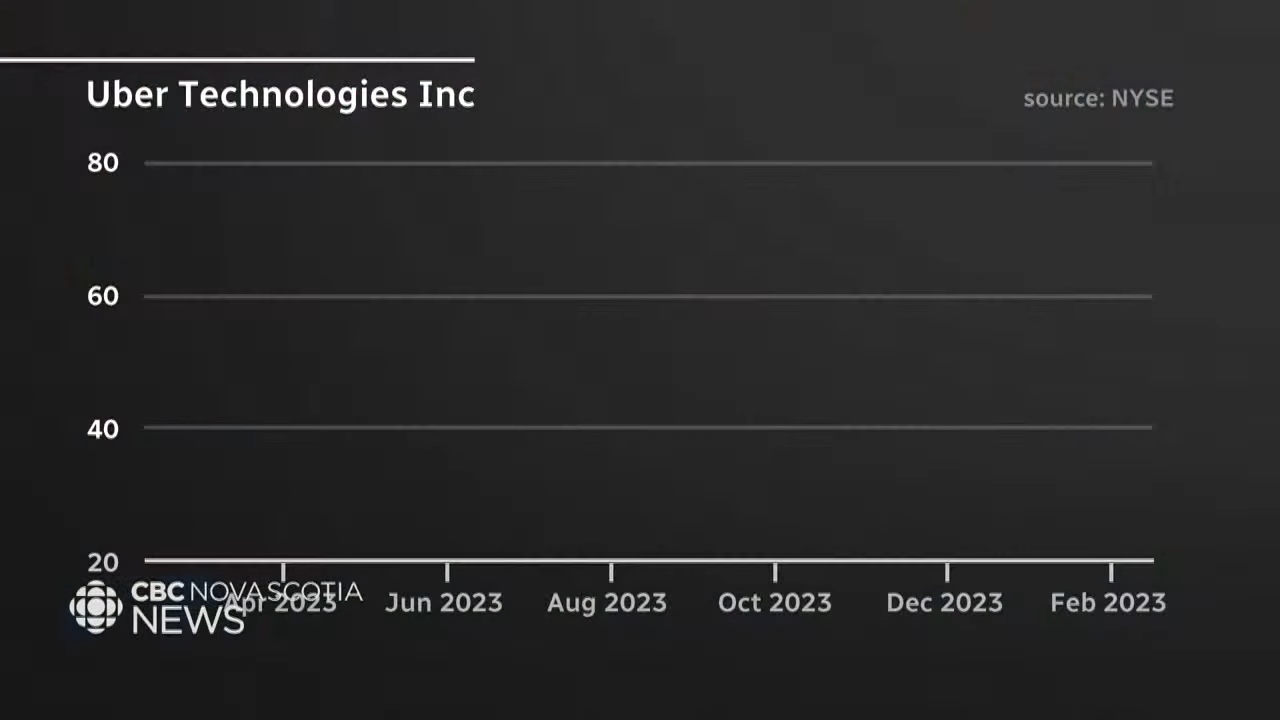 Uber Technologies Inc
source: NYSE
80
60
40
20
Apr 2023 Jun 2023 Aug 2023 Oct 2023 Dec 2023 Feb 2023
CBC NOVA SCOTIA
NEWS